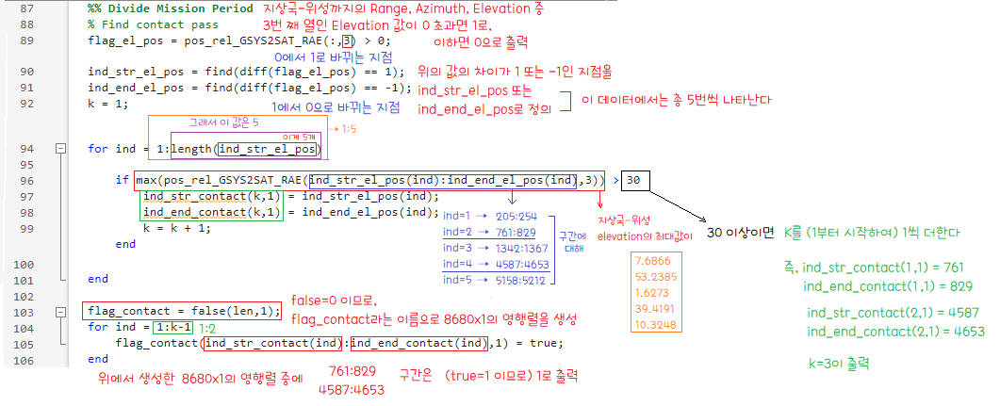 87 %% Divide Mission Period 지상국-위성까지의 Range, Azimuth, Elevation 중
88 % Find contact pass 3번 째 열인 Elevation 값이 0 초과면 1로,
89 flag_el_pos = pos_rel_GSYS2SAT_RAE(:,3) > 0; 이하면 0으로 출력
0에서 1로 바뀌는 지점
90 ind_str_el_pos = find(diff(flag_el_pos) == 1); 위의 값의 차이가 1 또는 -1인 지점을
91 ind_end_el_pos = find(diff(flag_el_pos) == -1); ind_str_el_pos 또는
이 데이터에서는 총 5번씩 나타난다
92 k = 1; 1에서 0으로 바뀌는 지점 ind_end_el_pos로 정의
그래서 이 값은 5
→ 1:5
이게 5개
94 for ind = 1:length(ind_str_el_pos)
95
96 if max(pos_rel_GSYS2SAT_RAE(ind_str_el_pos(ind):ind_end_el_pos(ind),3)) > 30
97 ind_str_contact(k,1) = ind_str_el_pos(ind);
98 ind_end_contact(k,1) = ind_end_el_pos(ind);
99 k = k + 1;
end
100
101 end
ind=1 → 205:254
ind=2 → 761:829
ind=3 → 1342:1367
ind=4 → 4587:4653
ind=5 → 5158:5212
구간에
대해
지상국-위성
elevation의 최대값이
7.6866
53.2385
1.6273
39.4191
10.3248
30 이상이면 K를 (1부터 시작하여) 1씩 더한다
즉, ind_str_contact(1,1) = 761
ind_end_contact(1,1) = 829
ind_str_contact(2,1) = 4587
ind_end_contact(2,1) = 4653
k=3이 출력
102
103 flag_contact = false(len,1); false=0 이므로,
flag_contact라는 이름으로 8680x1의 영행렬을 생성
104 for ind = 1:k-1 1:2
105 flag_contact(ind_str_contact(ind):ind_end_contact(ind),1) = true;
106 end
위에서 생성한 8680x1의 영행렬 중에 761:829 구간은 (true=1 이므로) 1로 출력
4587:4653